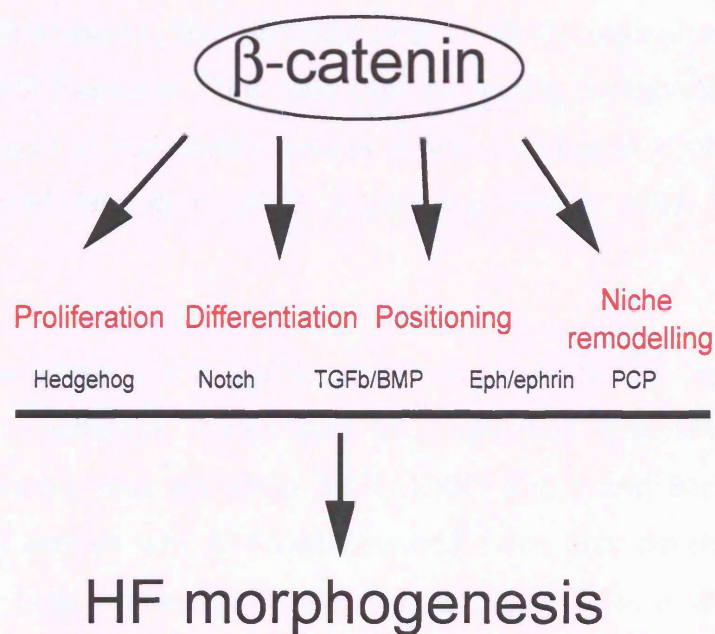 β-catenin
Proliferation Differentiation Positioning Niche remodelling
Hedgehog Notch TGFb/BMP Eph/ephrin PCP
HF morphogenesis